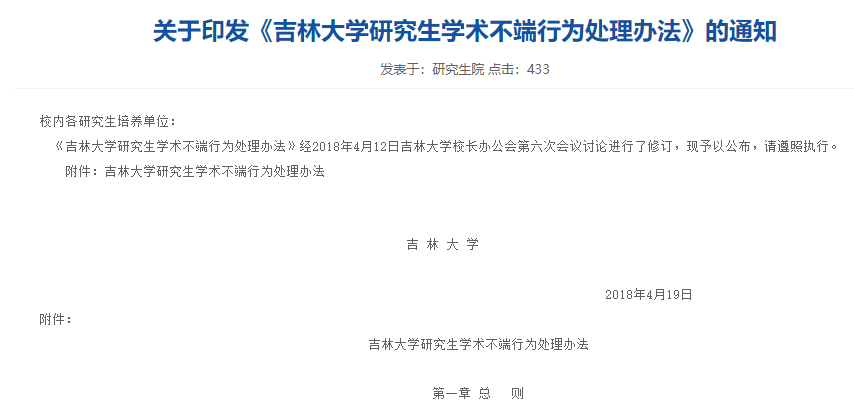 关于印发《吉林大学研究生学术不端行为处理办法》的通知
发表于：研究生院 点击：433
校内各研究生培养单位：
《吉林大学研究生学术不端行为处理办法》经2018年4月12日吉林大学校长办公会第六次会议讨论进行了修订，现予以公布，请遵照执行。
附件：吉林大学研究生学术不端行为处理办法
吉 林 大 学
2018年4月19日
附件：
吉林大学研究生学术不端行为处理办法
第一章 总 则